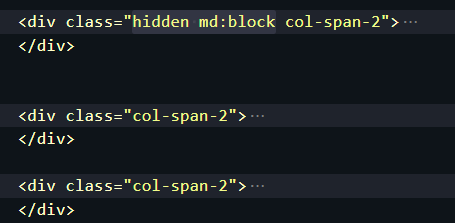 <div class="hidden md:block col-span-2">···
</div>
<div class="col-span-2">···
</div>
<div class="col-span-2">···
</div>